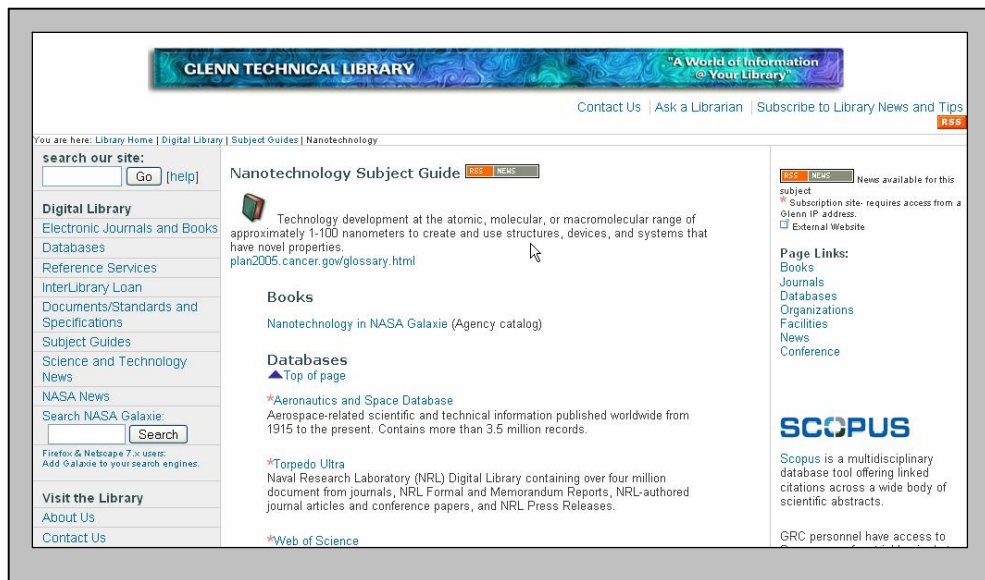 GLENN TECHNICAL LIBRARY
"A World of Information
@ Your Library"
Contact Us | Ask a Librarian | Subscribe to Library News and Tips
RSS
You are here: Library Home | Digital Library | Subject Guides | Nanotechnology
search our site:
Go [help]
Digital Library
Electronic Journals and Books
Databases
Reference Services
InterLibrary Loan
Documents/Standards and
Specifications
Subject Guides
Science and Technology
News
NASA News
Search NASA Galaxie:
Search
Firefox & Netscape 7.x users:
Add Galaxie to your search engines.
Visit the Library
About Us
Contact Us
Nanotechnology Subject Guide RSS NEWS
Technology development at the atomic, molecular, or macromolecular range of
approximately 1-100 nanometers to create and use structures, devices, and systems that
have novel properties.
plan2005.cancer.gov/glossary.html
Books
Nanotechnology in NASA Galaxie (Agency catalog)
Databases
Top of page
*Aeronautics and Space Database
Aerospace-related scientific and technical information published worldwide from
1915 to the present. Contains more than 3.5 million records.
*Torpedo Ultra
Naval Research Laboratory (NRL) Digital Library containing over four million
document from journals, NRL Formal and Memorandum Reports, NRL-authored
journal articles and conference papers, and NRL Press Releases.
*Web of Science
RSS NEWS News available for this
subject
* Subscription site- requires access from a
Glenn IP address.
External Website
Page Links:
Books
Journals
Databases
Organizations
Facilities
News
Conference
SCOPUS
Scopus is a multidisciplinary
database tool offering linked
citations across a wide body of
scientific abstracts.
GRC personnel have access to